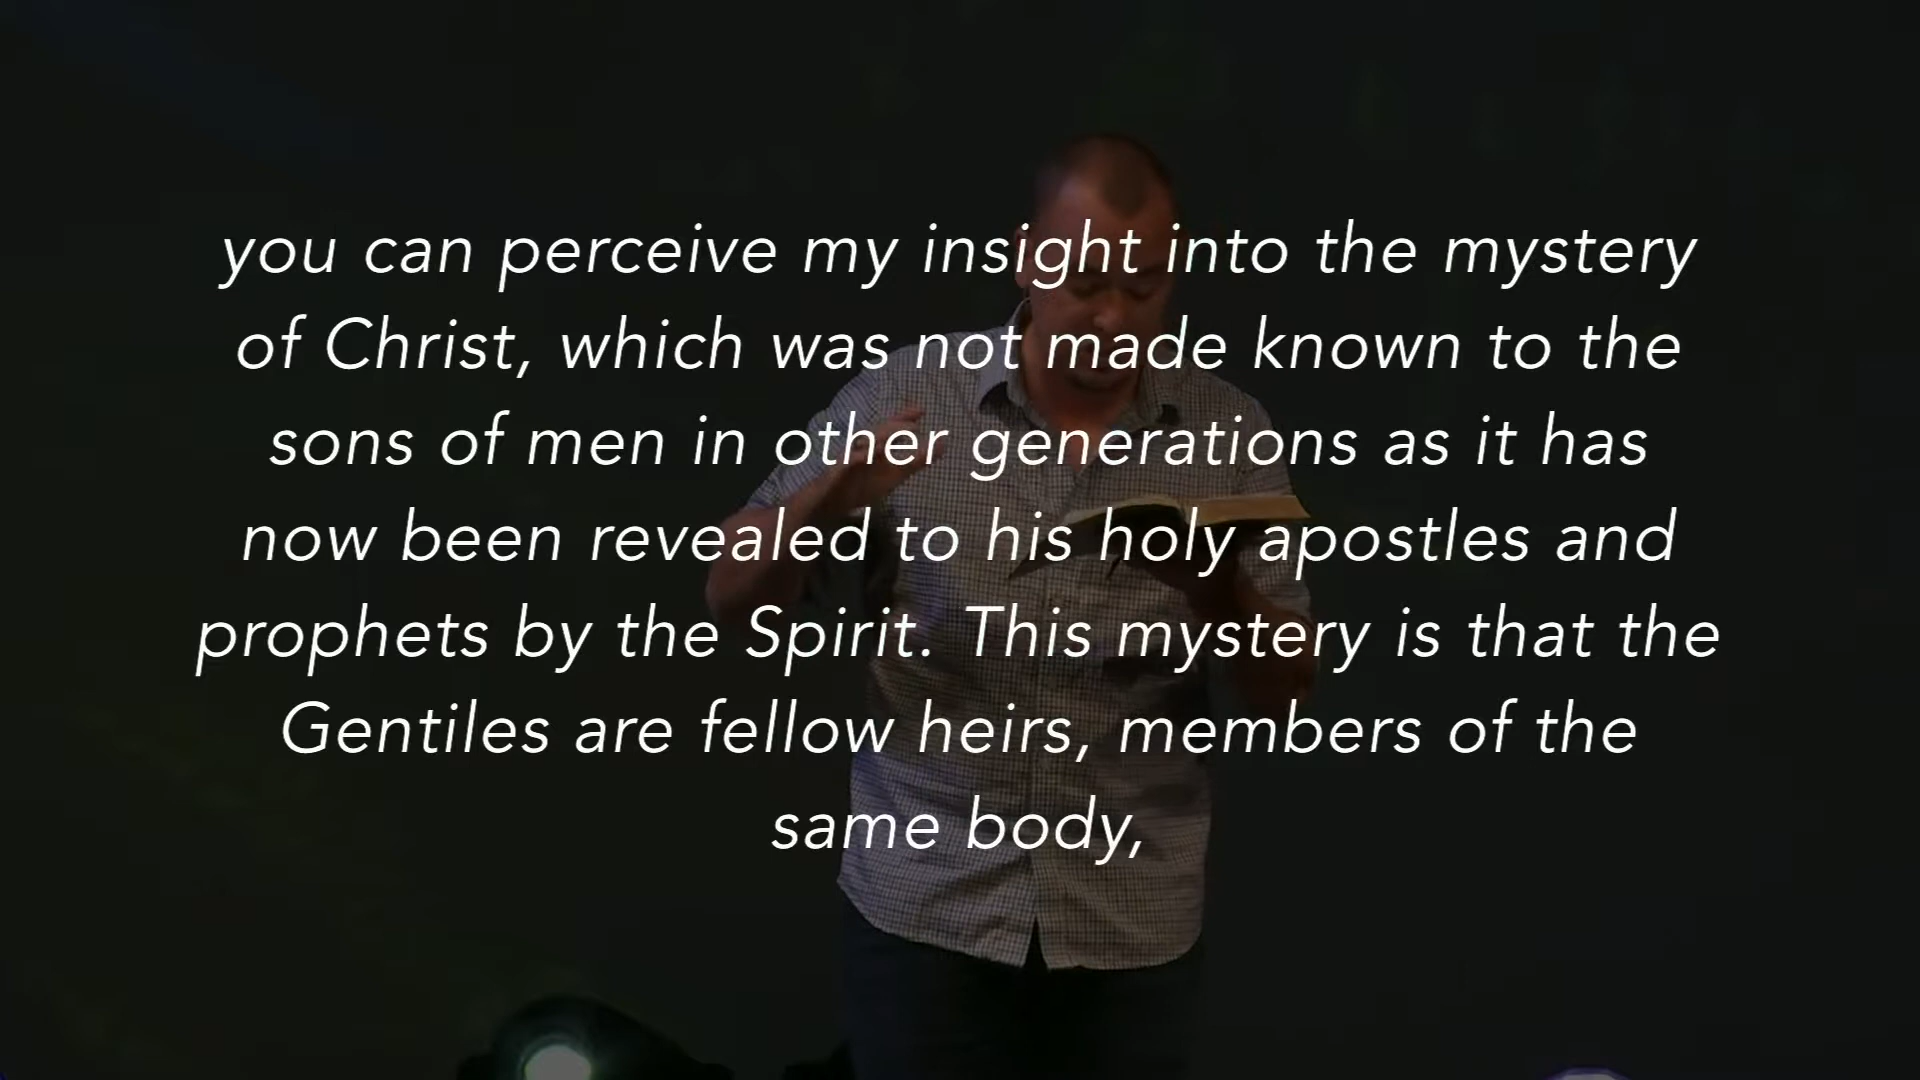 you can perceive my insight into the mystery
of Christ, which was not made known to the
sons of men in other generations as it has
now been revealed to his holy apostles and
prophets by the Spirit. This mystery is that the
Gentiles are fellow heirs, members of the
same body,